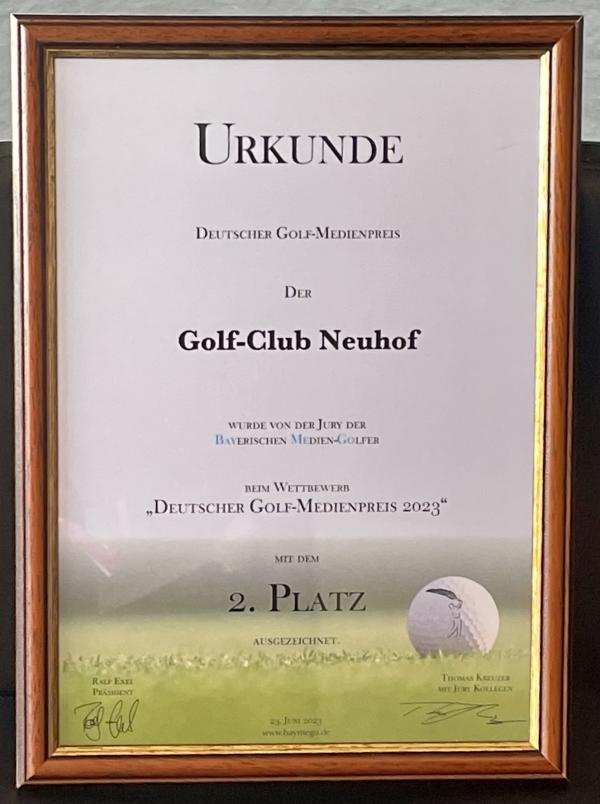 URKUNDE
DEUTSCHER GOLF-MEDIENPREIS
DER
Golf-Club Neuhof
WURDE VON DER JURY DER
BAYERISCHEN MEDIEN-GOLFER
BEIM WETTBEWERB
„DEUTSCHER GOLF-MEDIENPREIS 2023“
MIT DEM
2. PLATZ
AUSGEZEICHNET.
RALF EXEL
PRÄSIDENT
THOMAS KREUZER
MIT JURY KOLLEGEN
23. JUNI 2023
www.baymego.de